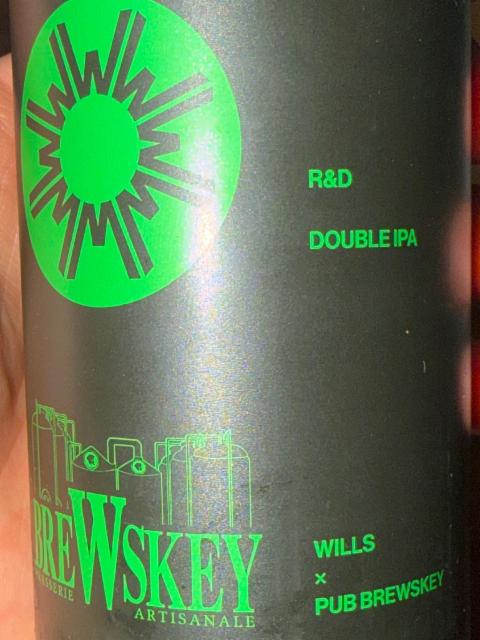 R&D
DOUBLE IPA
BREWSKEY
BRASSERIE
ARTISANALE
WILLS
×
PUB BREWSKEY